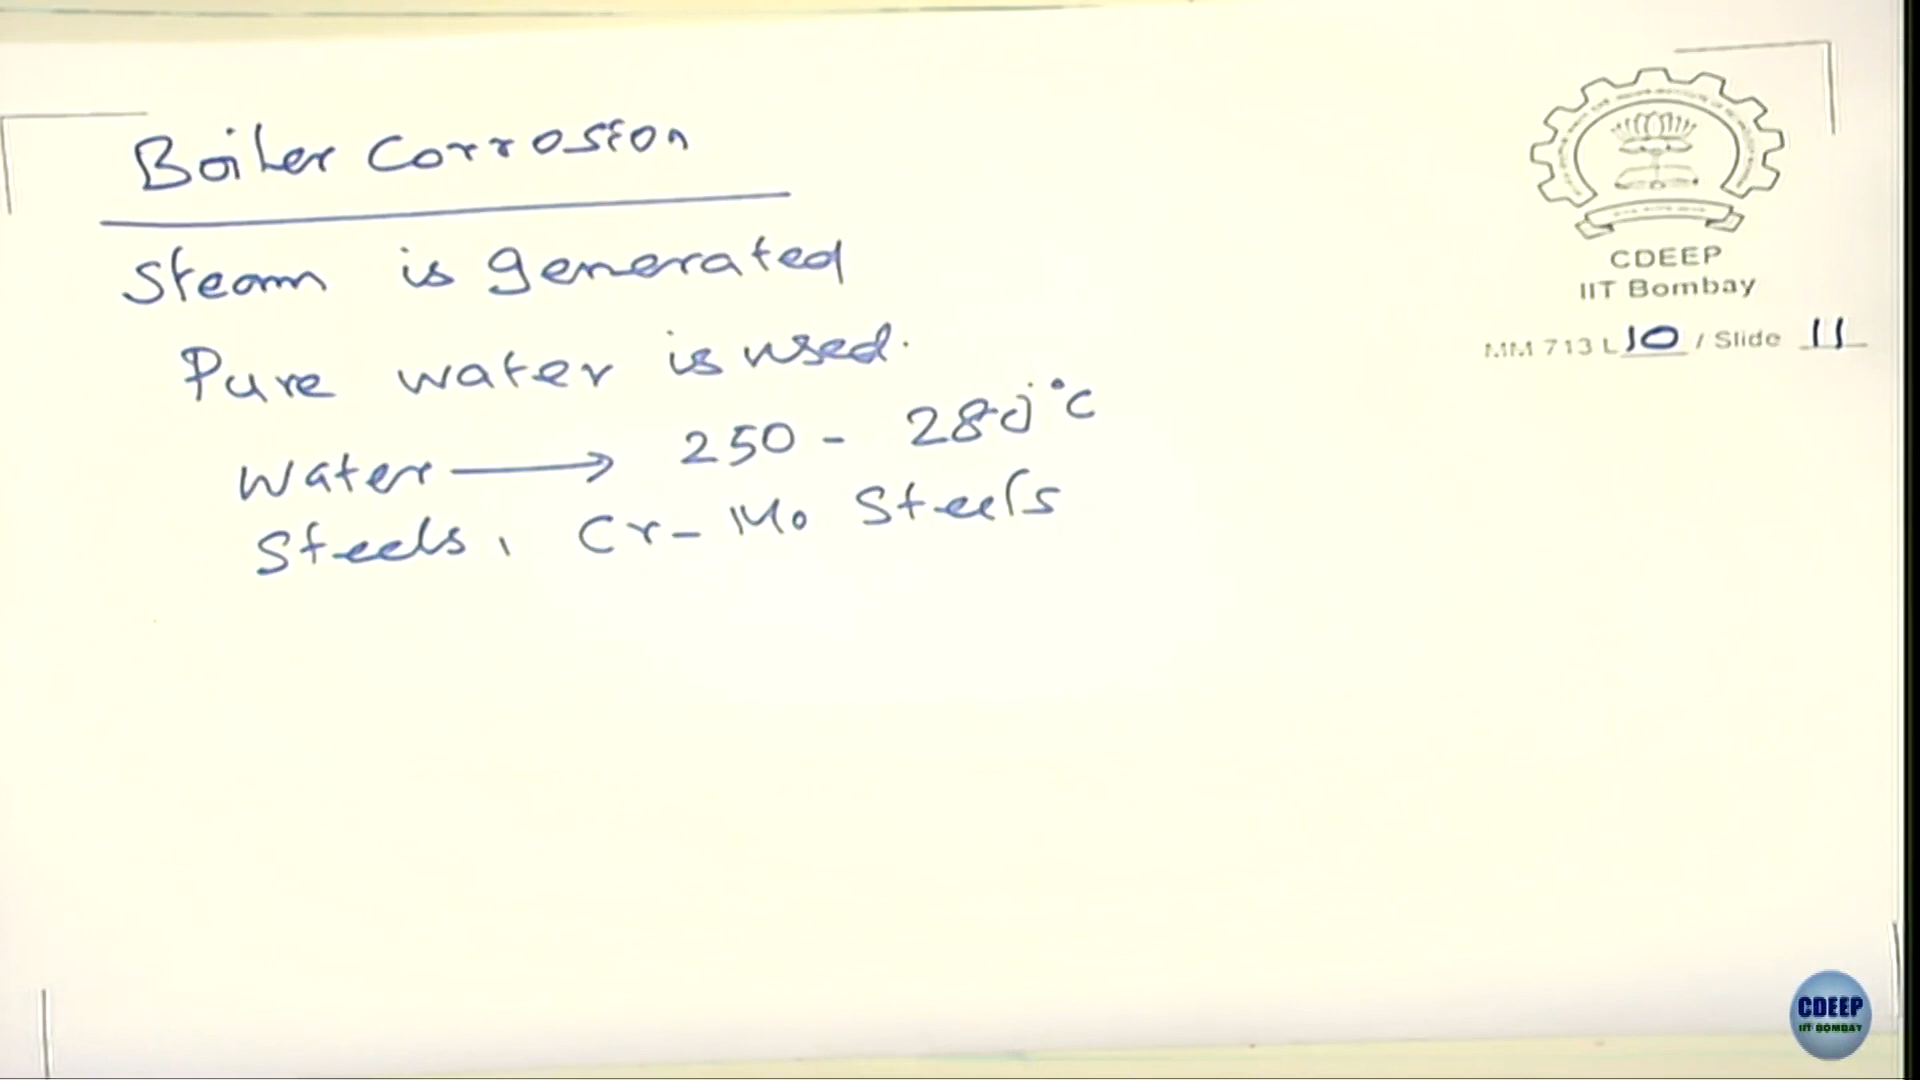 Boiler Corrosion
Steam is generated
Pure water is used.
Water → 250 - 280°C
Steels, Cr-Mo Steels
CDEEP
IIT Bombay
MM 713 L 10 / Slide 11
CDEEP
IIT BOMBAY